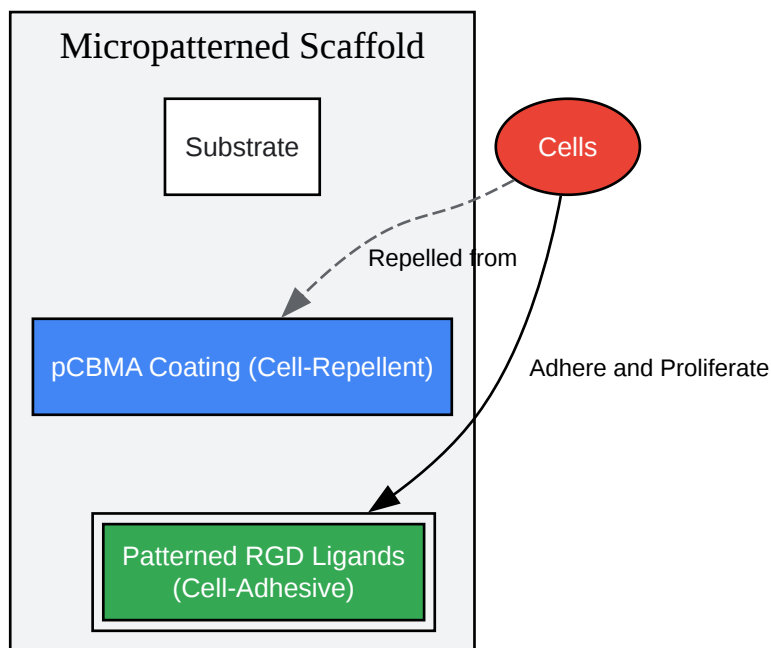 Micropatterned Scaffold
Substrate
Cells
Repelled from
pCBMA Coating (Cell-Repellent)
Adhere and Proliferate
Patterned RGD Ligands
(Cell-Adhesive)